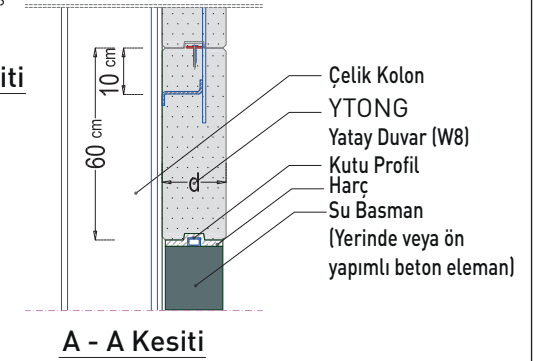 iti
10 cm
60 cm
d
Çelik Kolon
YTONG
Yatay Duvar (W8)
Kutu Profil
Harç
Su Basman
(Yerinde veya ön
yapımlı beton eleman)
A - A Kesiti